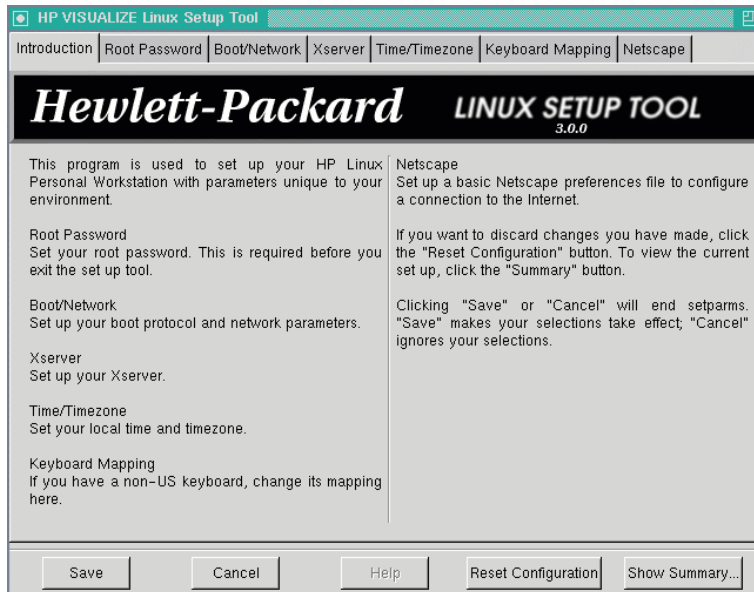 HP VISUALIZE Linux Setup Tool
Introduction Root Password Boot/Network Xserver Time/Timezone Keyboard Mapping Netscape
Hewlett-Packard LINUX SETUP TOOL
3.0.0
This program is used to set up your HP Linux
Personal Workstation with parameters unique to your
environment.
Root Password
Set your root password. This is required before you
exit the set up tool.
Boot/Network
Set up your boot protocol and network parameters.
Xserver
Set up your Xserver.
Time/Timezone
Set your local time and timezone.
Keyboard Mapping
If you have a non-US keyboard, change its mapping
here.
Netscape
Set up a basic Netscape preferences file to configure
a connection to the Internet.
If you want to discard changes you have made, click
the "Reset Configuration" button. To view the current
set up, click the "Summary" button.
Clicking "Save" or "Cancel" will end setparms.
"Save" makes your selections take effect; "Cancel"
ignores your selections.
Save Cancel Help Reset Configuration Show Summary...